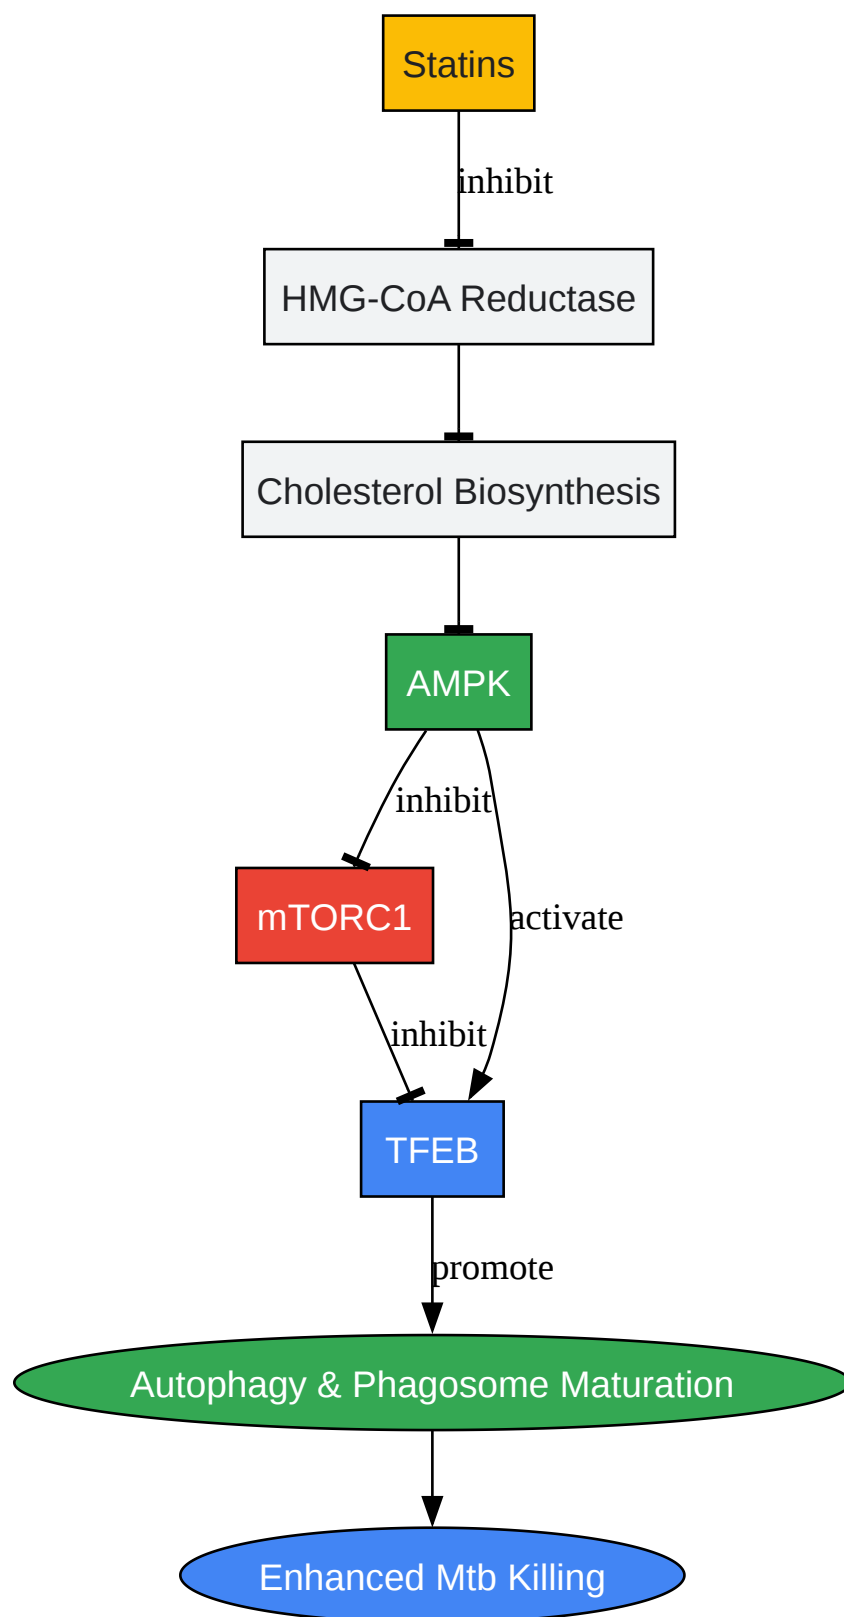 Statins
inhibit
HMG-CoA Reductase
Cholesterol Biosynthesis
AMPK
inhibit
mTORC1
activate
inhibit
TFEB
promote
Autophagy & Phagosome Maturation
Enhanced Mtb Killing